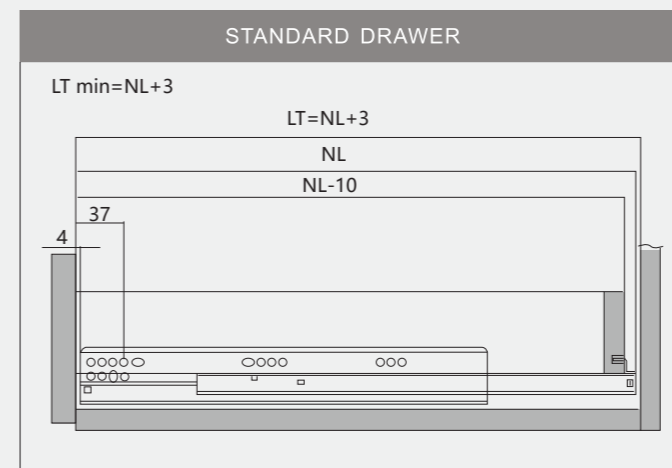 STANDARD DRAWER
LT min=NL+3
LT=NL+3
NL
NL-10
37
4